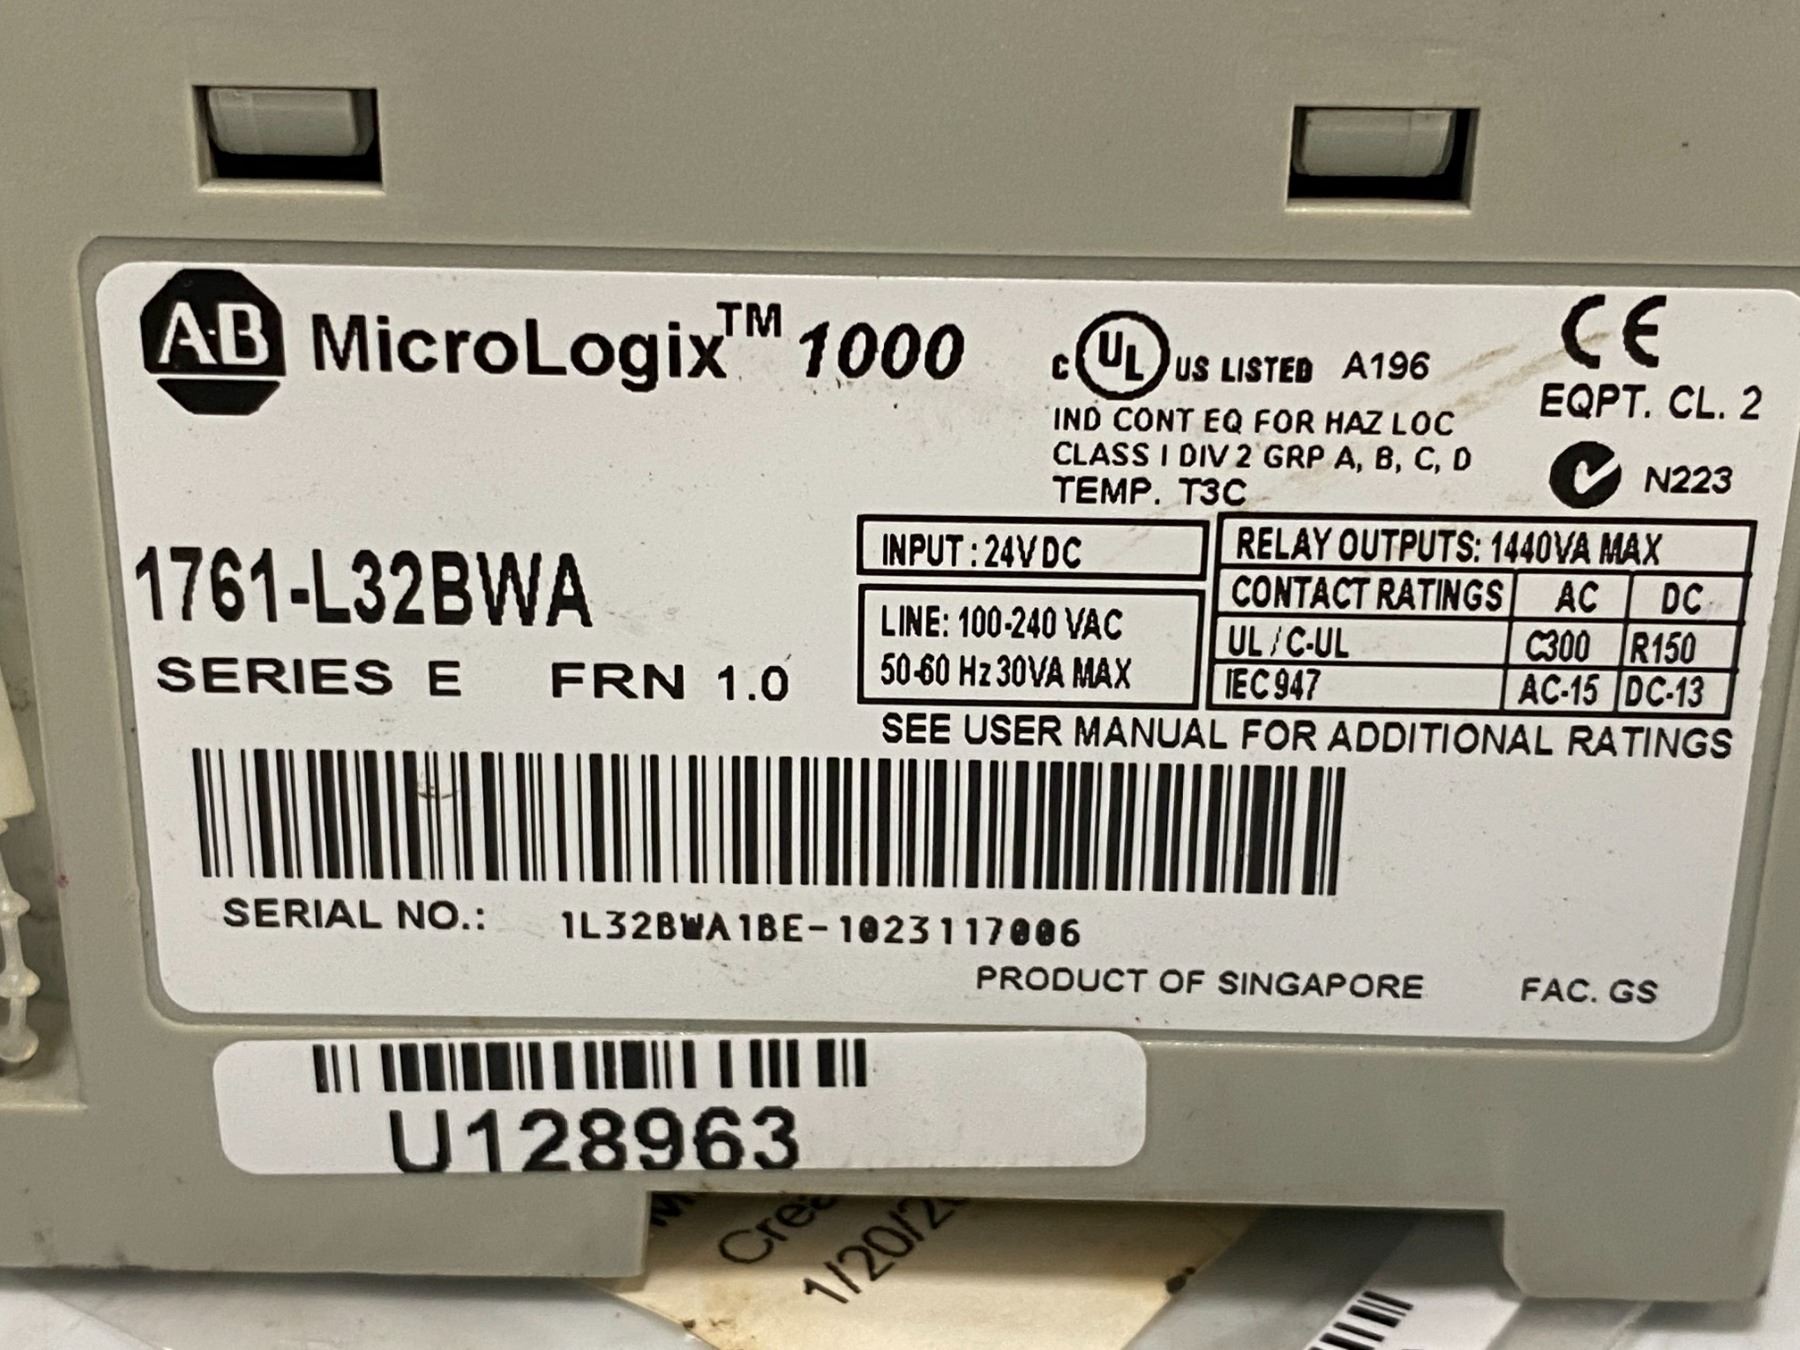 A-B MicroLogix™ 1000
C UL US LISTED A196
CE
EQPT. CL. 2
IND CONT EQ FOR HAZ LOC
CLASS I DIV 2 GRP A, B, C, D
TEMP. T3C
N223
1761-L32BWA
SERIES E FRN 1.0
INPUT : 24VDC
LINE: 100-240 VAC
50-60 Hz 30VA MAX
RELAY OUTPUTS: 1440VA MAX
CONTACT RATINGS AC DC
UL / C-UL C300 R150
IEC 947 AC-15 DC-13
SEE USER MANUAL FOR ADDITIONAL RATINGS
SERIAL NO.: 1L32BWA1BE-1023117006
PRODUCT OF SINGAPORE FAC. GS
U128963